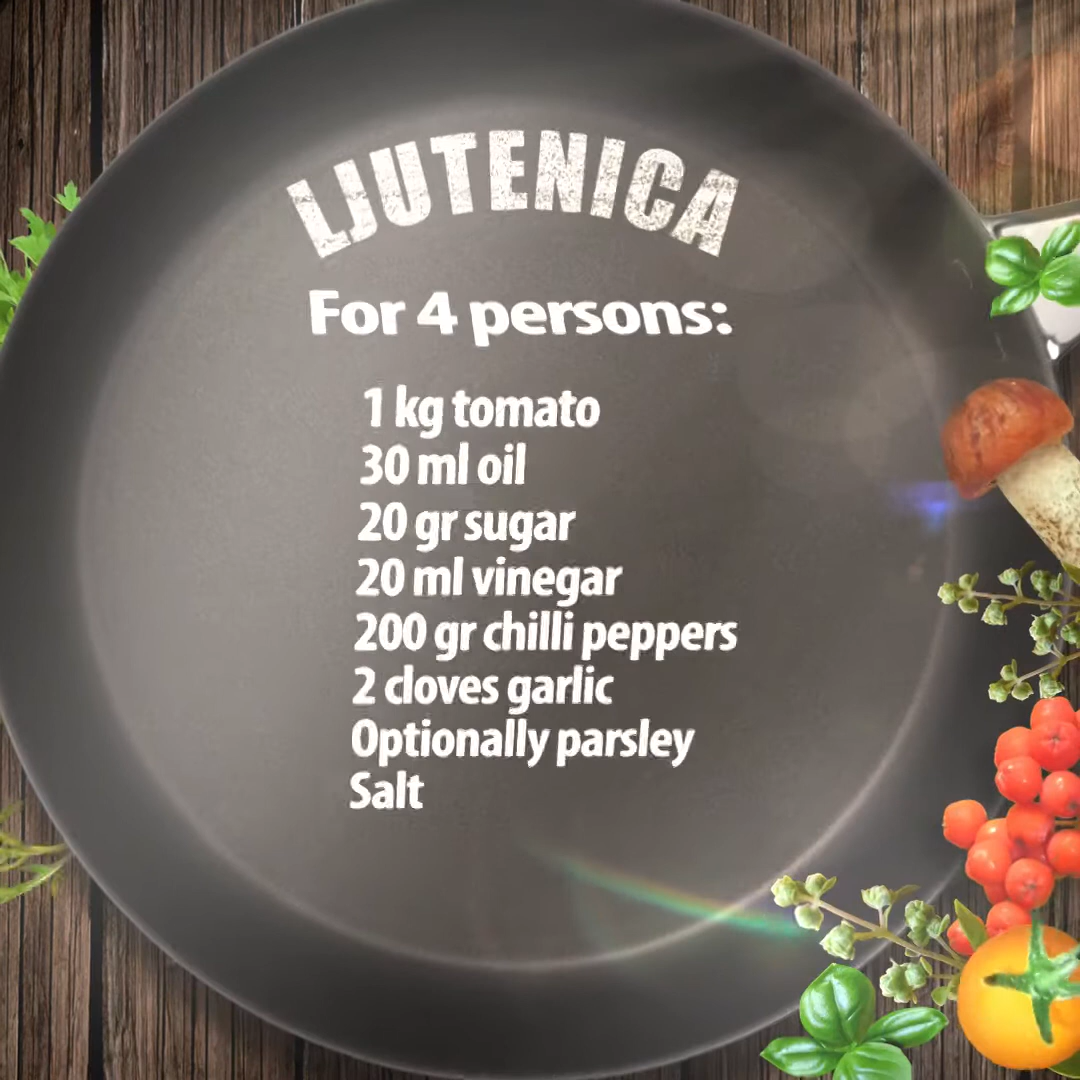 LJUTENICA
For 4 persons:
1 kg tomato
30 ml oil
20 gr sugar
20 ml vinegar
200 gr chilli peppers
2 cloves garlic
Optionally parsley
Salt